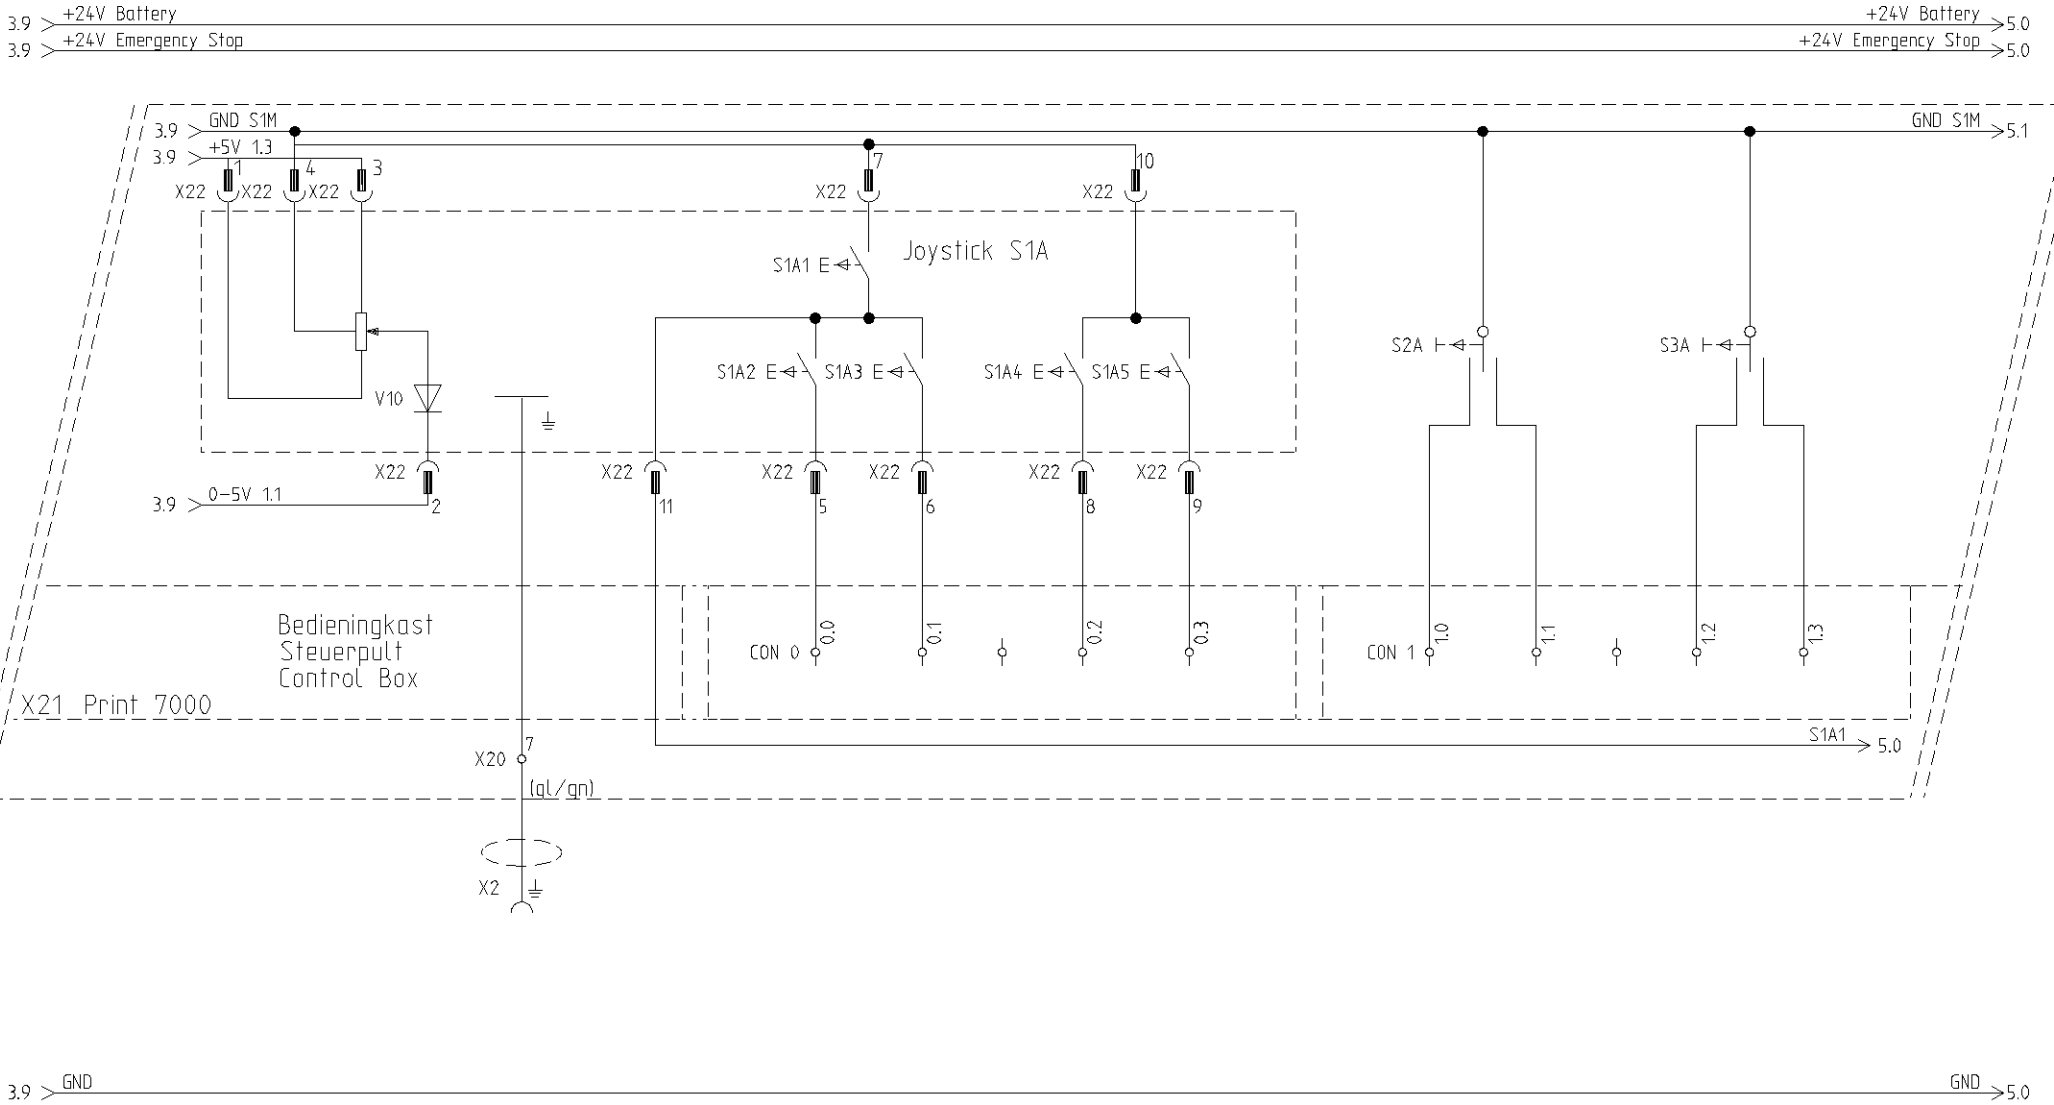 3.9 +24V Battery +24V Battery 5.0
3.9 +24V Emergency Stop +24V Emergency Stop 5.0
3.9 GND S1M GND S1M 5.1
3.9 +5V 1.3
1 4 3 7 10
X22 X22 X22 X22 X22
Joystick S1A
S1A1
S2A S3A
S1A2 S1A3 S1A4 S1A5
V10
X22 X22 X22 X22 X22 X22
3.9 0-5V 1.1
2 11 5 6 8 9
Bedieningkast
Steuerpult
Control Box
0.0 0.1 0.2 0.3 1.0 1.1 1.2 1.3
CON 0 CON 1
X21 Print 7000
S1A1 5.0
7
X20
(gl/gn)
X2
3.9 GND GND 5.0